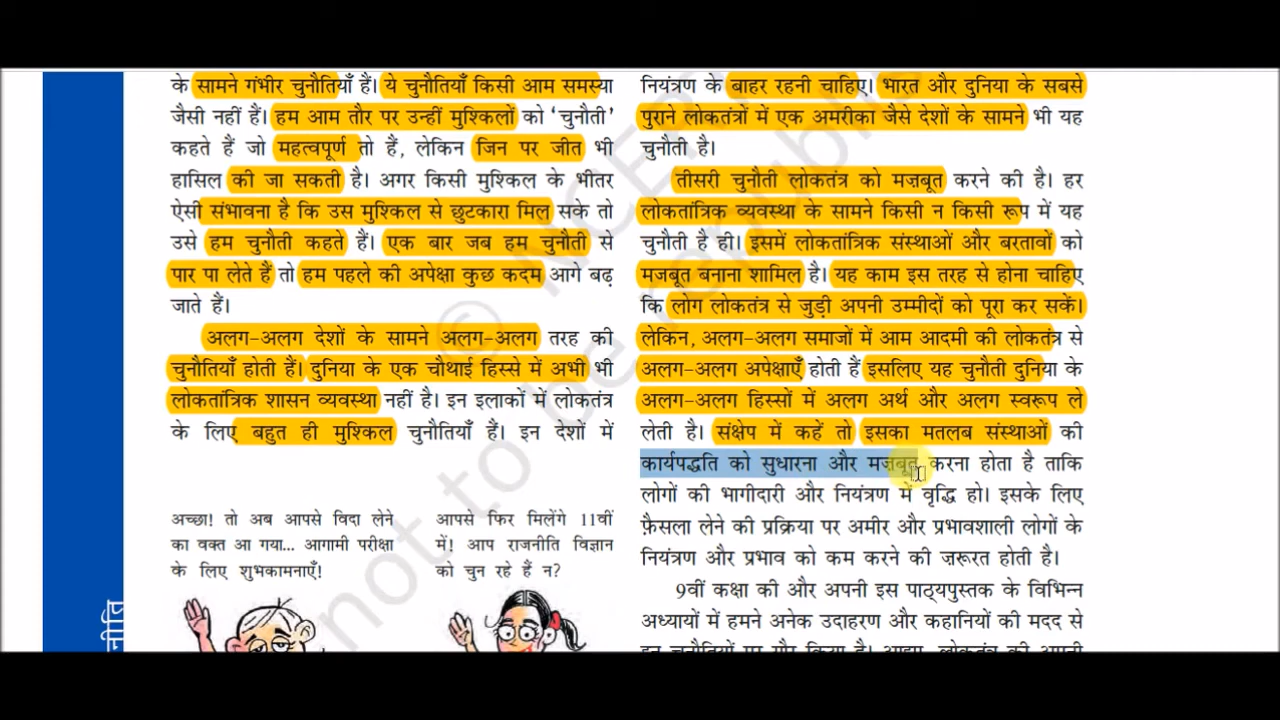 के सामने गंभीर चुनौतियाँ हैं। ये चुनौतियाँ किसी आम समस्या
जैसी नहीं हैं। हम आम तौर पर उन्हीं मुश्किलों को ‘चुनौती’
कहते हैं जो महत्वपूर्ण तो हैं, लेकिन जिन पर जीत भी
हासिल की जा सकती है। अगर किसी मुश्किल के भीतर
ऐसी संभावना है कि उस मुश्किल से छुटकारा मिल सके तो
उसे हम चुनौती कहते हैं। एक बार जब हम चुनौती से
पार पा लेते हैं तो हम पहले की अपेक्षा कुछ कदम आगे बढ़
जाते हैं।
अलग-अलग देशों के सामने अलग-अलग तरह की
चुनौतियाँ होती हैं। दुनिया के एक चौथाई हिस्से में अभी भी
लोकतांत्रिक शासन व्यवस्था नहीं है। इन इलाकों में लोकतंत्र
के लिए बहुत ही मुश्किल चुनौतियाँ हैं। इन देशों में
अच्छा! तो अब आपसे विदा लेने
का वक्त आ गया... आगामी परीक्षा
के लिए शुभकामनाएँ!
आपसे फिर मिलेंगे 11वीं
में! आप राजनीति विज्ञान
को चुन रहे हैं न?
नियंत्रण के बाहर रहनी चाहिए। भारत और दुनिया के सबसे
पुराने लोकतंत्रों में एक अमरीका जैसे देशों के सामने भी यह
चुनौती है।
तीसरी चुनौती लोकतंत्र को मज़बूत करने की है। हर
लोकतांत्रिक व्यवस्था के सामने किसी न किसी रूप में यह
चुनौती है ही। इसमें लोकतांत्रिक संस्थाओं और बरतावों को
मजबूत बनाना शामिल है। यह काम इस तरह से होना चाहिए
कि लोग लोकतंत्र से जुड़ी अपनी उम्मीदों को पूरा कर सकें।
लेकिन, अलग-अलग समाजों में आम आदमी की लोकतंत्र से
अलग-अलग अपेक्षाएँ होती हैं इसलिए यह चुनौती दुनिया के
अलग-अलग हिस्सों में अलग अर्थ और अलग स्वरूप ले
लेती है। संक्षेप में कहें तो इसका मतलब संस्थाओं की
कार्यपद्धति को सुधारना और मज़बूत करना होता है ताकि
लोगों की भागीदारी और नियंत्रण में वृद्धि हो। इसके लिए
फ़ैसला लेने की प्रक्रिया पर अमीर और प्रभावशाली लोगों के
नियंत्रण और प्रभाव को कम करने की ज़रूरत होती है।
9वीं कक्षा की और अपनी इस पाठ्यपुस्तक के विभिन्न
अध्यायों में हमने अनेक उदाहरण और कहानियों की मदद से
© NCER
not to be republis